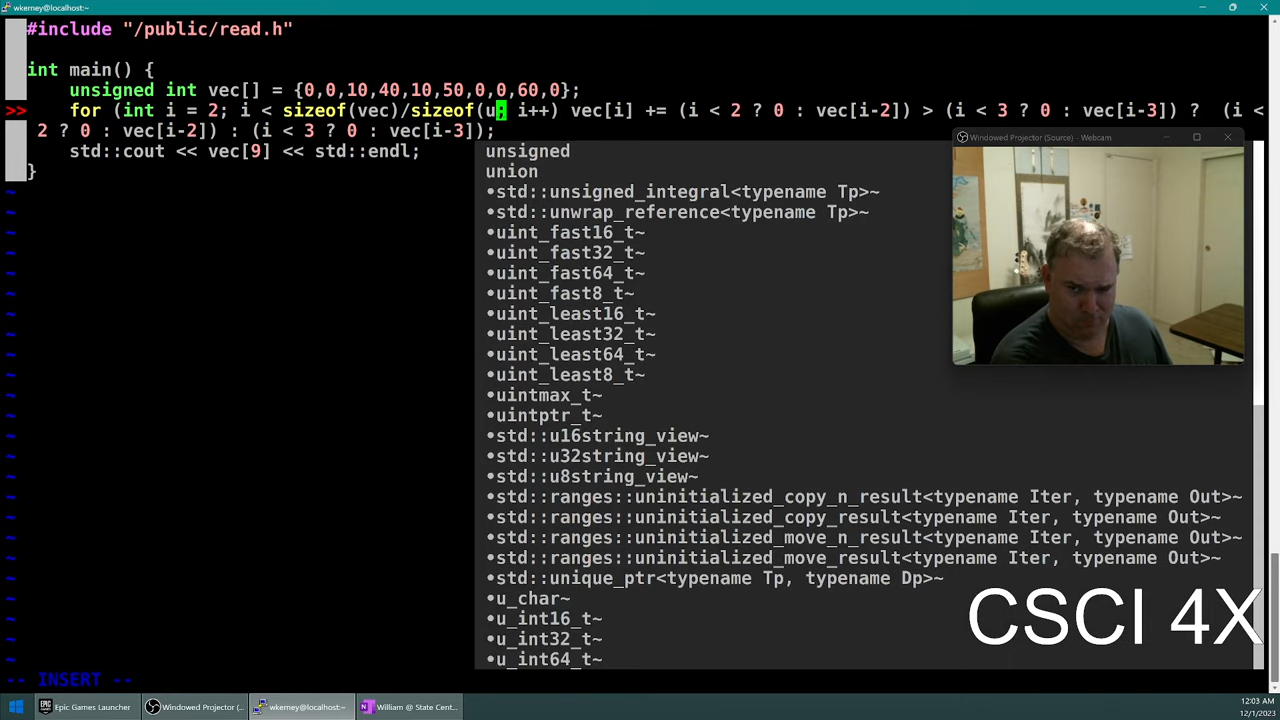 wkerney@localhost:~
#include "/public/read.h"
int main() {
unsigned int vec[] = {0,0,10,40,10,50,0,0,60,0};
>> for (int i = 2; i < sizeof(vec)/sizeof(u; i++) vec[i] += (i < 2 ? 0 : vec[i-2]) > (i < 3 ? 0 : vec[i-3]) ? (i <
2 ? 0 : vec[i-2]) : (i < 3 ? 0 : vec[i-3]);
std::cout << vec[9] << std::endl;
}
unsigned
union
•std::unsigned_integral<typename Tp>~
•std::unwrap_reference<typename Tp>~
•uint_fast16_t~
•uint_fast32_t~
•uint_fast64_t~
•uint_fast8_t~
•uint_least16_t~
•uint_least32_t~
•uint_least64_t~
•uint_least8_t~
•uintmax_t~
•uintptr_t~
•std::u16string_view~
•std::u32string_view~
•std::u8string_view~
•std::ranges::uninitialized_copy_n_result<typename Iter, typename Out>~
•std::ranges::uninitialized_copy_result<typename Iter, typename Out>~
•std::ranges::uninitialized_move_n_result<typename Iter, typename Out>~
•std::ranges::uninitialized_move_result<typename Iter, typename Out>~
•std::unique_ptr<typename Tp, typename Dp>~
•u_char~
•u_int16_t~
•u_int32_t~
•u_int64_t~
Windowed Projector (Source) - Webcam
CSCI 4X
-- INSERT --
Epic Games Launcher
Windowed Projector (...
wkerney@localhost:~
William @ State Cent...
12:03 AM
12/1/2023